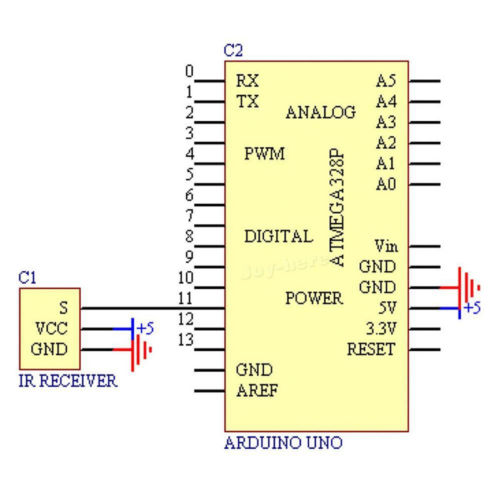 C2
0 RX A5
1 TX A4
2 ANALOG A3
3 A2
4 PWM A1
5 A0
6
7
8 DIGITAL Vin
9 GND
10 GND
11 POWER 5V +5
12 3.3V
13 RESET
GND
AREF
ATMEGA328P
Joy-here
ARDUINO UNO
C1
S
VCC +5
GND
IR RECEIVER